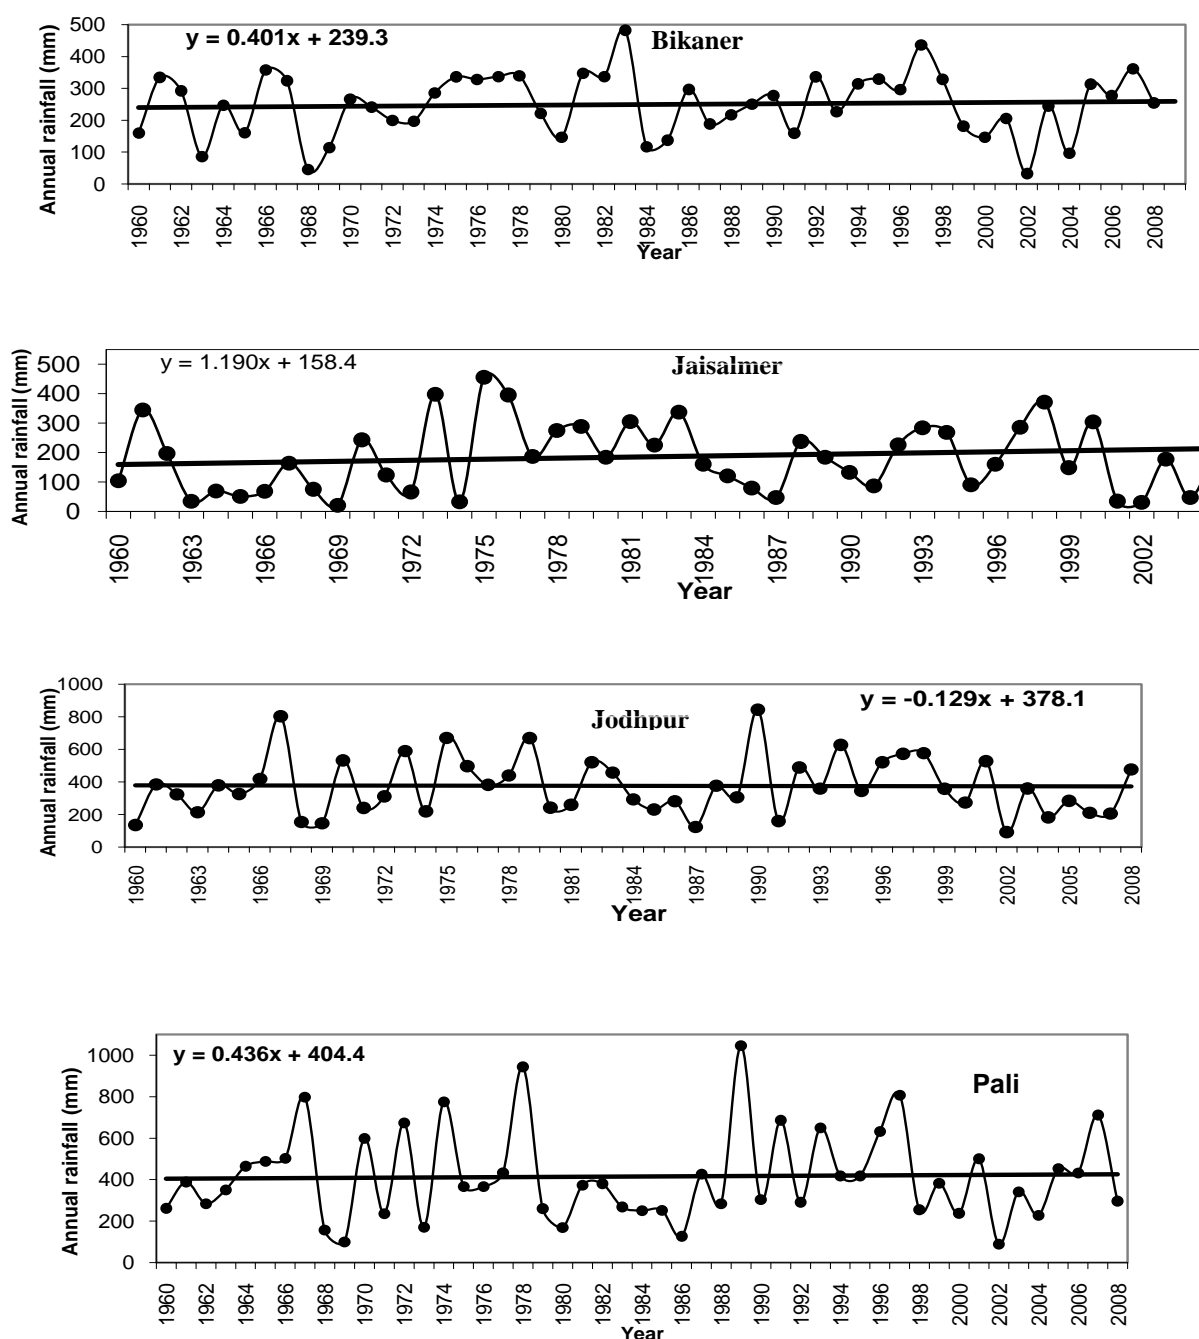 y = 0.401x + 239.3
Bikaner
Annual rainfall (mm)
500
400
300
200
100
0
1960 1962 1964 1966 1968 1970 1972 1974 1976 1978 1980 1982 1984 1986 1988 1990 1992 1994 1996 1998 2000 2002 2004 2006 2008
Year
y = 1.190x + 158.4
Jaisalmer
Annual rainfall (mm)
500
400
300
200
100
0
1960 1963 1966 1969 1972 1975 1978 1981 1984 1987 1990 1993 1996 1999 2002
Year
y = -0.129x + 378.1
Jodhpur
Annual rainfall (mm)
1000
800
600
400
200
0
1960 1963 1966 1969 1972 1975 1978 1981 1984 1987 1990 1993 1996 1999 2002 2005 2008
Year
y = 0.436x + 404.4
Pali
Annual rainfall (mm)
1000
800
600
400
200
0
1960 1962 1964 1966 1968 1970 1972 1974 1976 1978 1980 1982 1984 1986 1988 1990 1992 1994 1996 1998 2000 2002 2004 2006 2008
Year